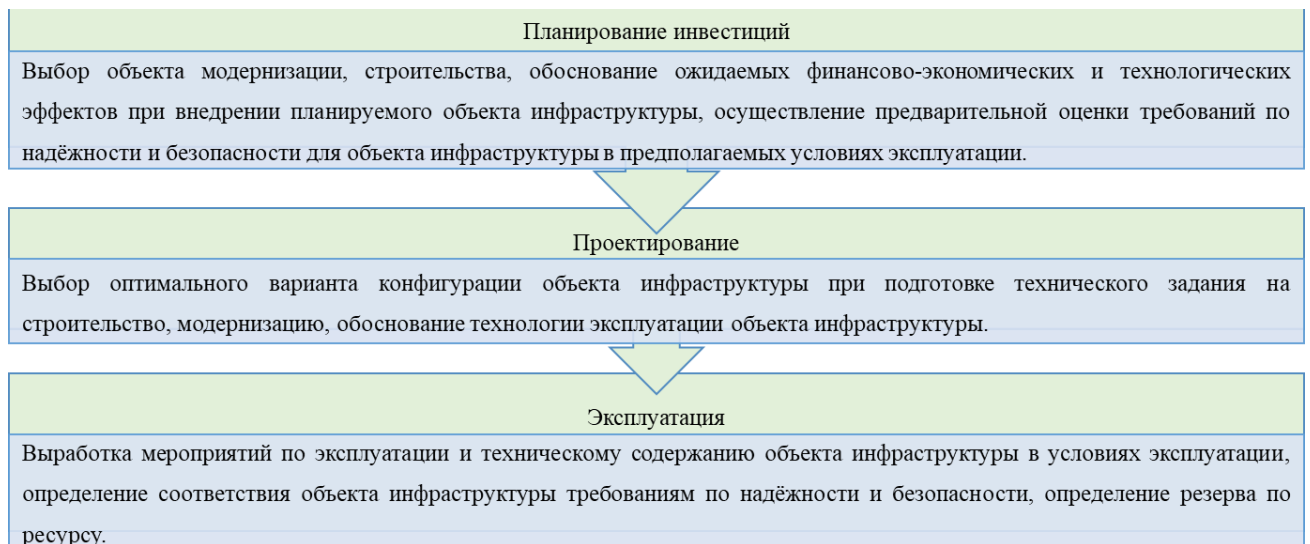 Планирование инвестиций
Выбор объекта модернизации, строительства, обоснование ожидаемых финансово-экономических и технологических
эффектов при внедрении планируемого объекта инфраструктуры, осуществление предварительной оценки требований по
надёжности и безопасности для объекта инфраструктуры в предполагаемых условиях эксплуатации.
Проектирование
Выбор оптимального варианта конфигурации объекта инфраструктуры при подготовке технического задания на
строительство, модернизацию, обоснование технологии эксплуатации объекта инфраструктуры.
Эксплуатация
Выработка мероприятий по эксплуатации и техническому содержанию объекта инфраструктуры в условиях эксплуатации,
определение соответствия объекта инфраструктуры требованиям по надёжности и безопасности, определение резерва по
ресурсу.